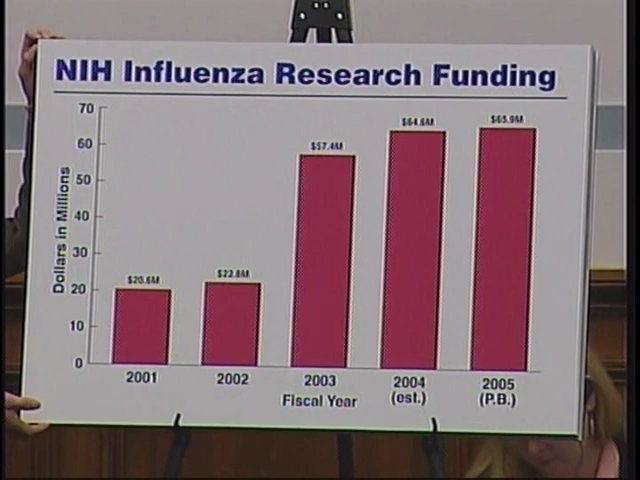 NIH Influenza Research Funding
Dollars in Millions
70
60
50
40
30
20
10
0
$20.6M
$22.8M
$57.4M
$64.6M
$65.9M
2001
2002
2003
2004
2005
(est.)
(P.B.)
Fiscal Year